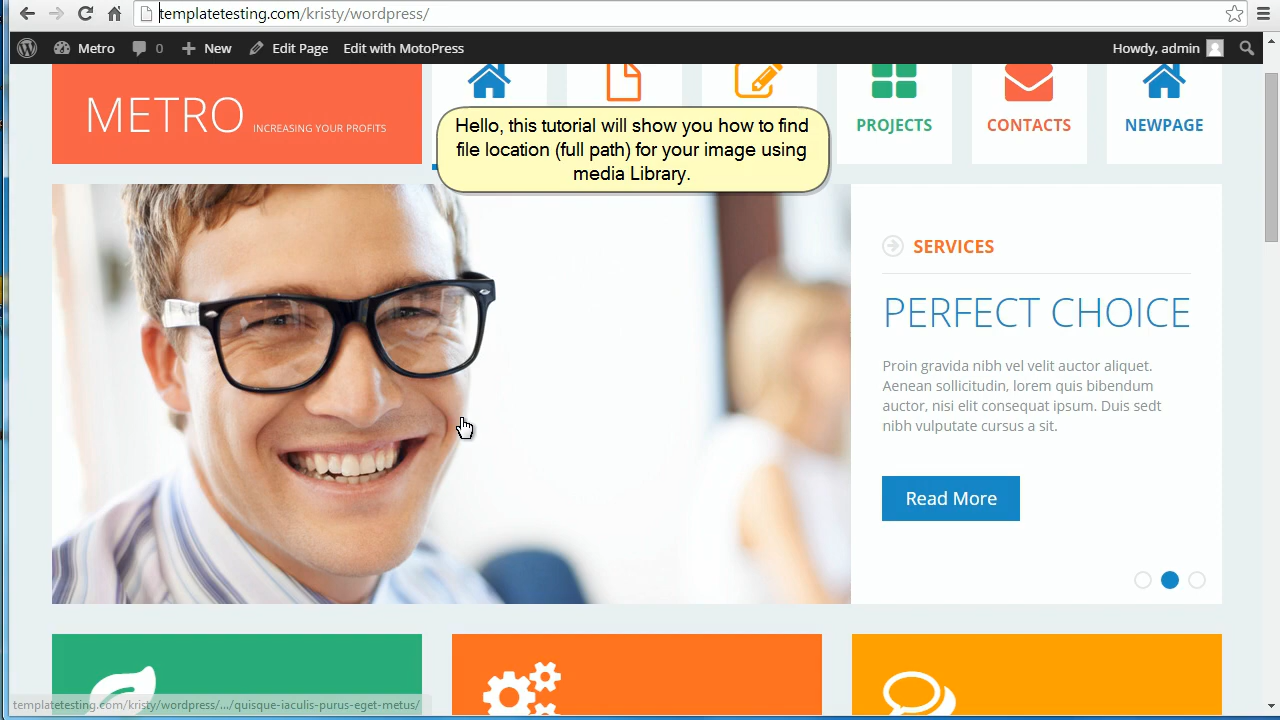 templatetesting.com/kristy/wordpress/
Metro 0 New Edit Page Edit with MotoPress Howdy, admin
METRO INCREASING YOUR PROFITS
PROJECTS CONTACTS NEWPAGE
Hello, this tutorial will show you how to find
file location (full path) for your image using
media Library.
SERVICES
PERFECT CHOICE
Proin gravida nibh vel velit auctor aliquet.
Aenean sollicitudin, lorem quis bibendum
auctor, nisi elit consequat ipsum. Duis sedt
nibh vulputate cursus a sit.
Read More
templatetesting.com/kristy/wordpress/.../quisque-iaculis-purus-eget-metus/